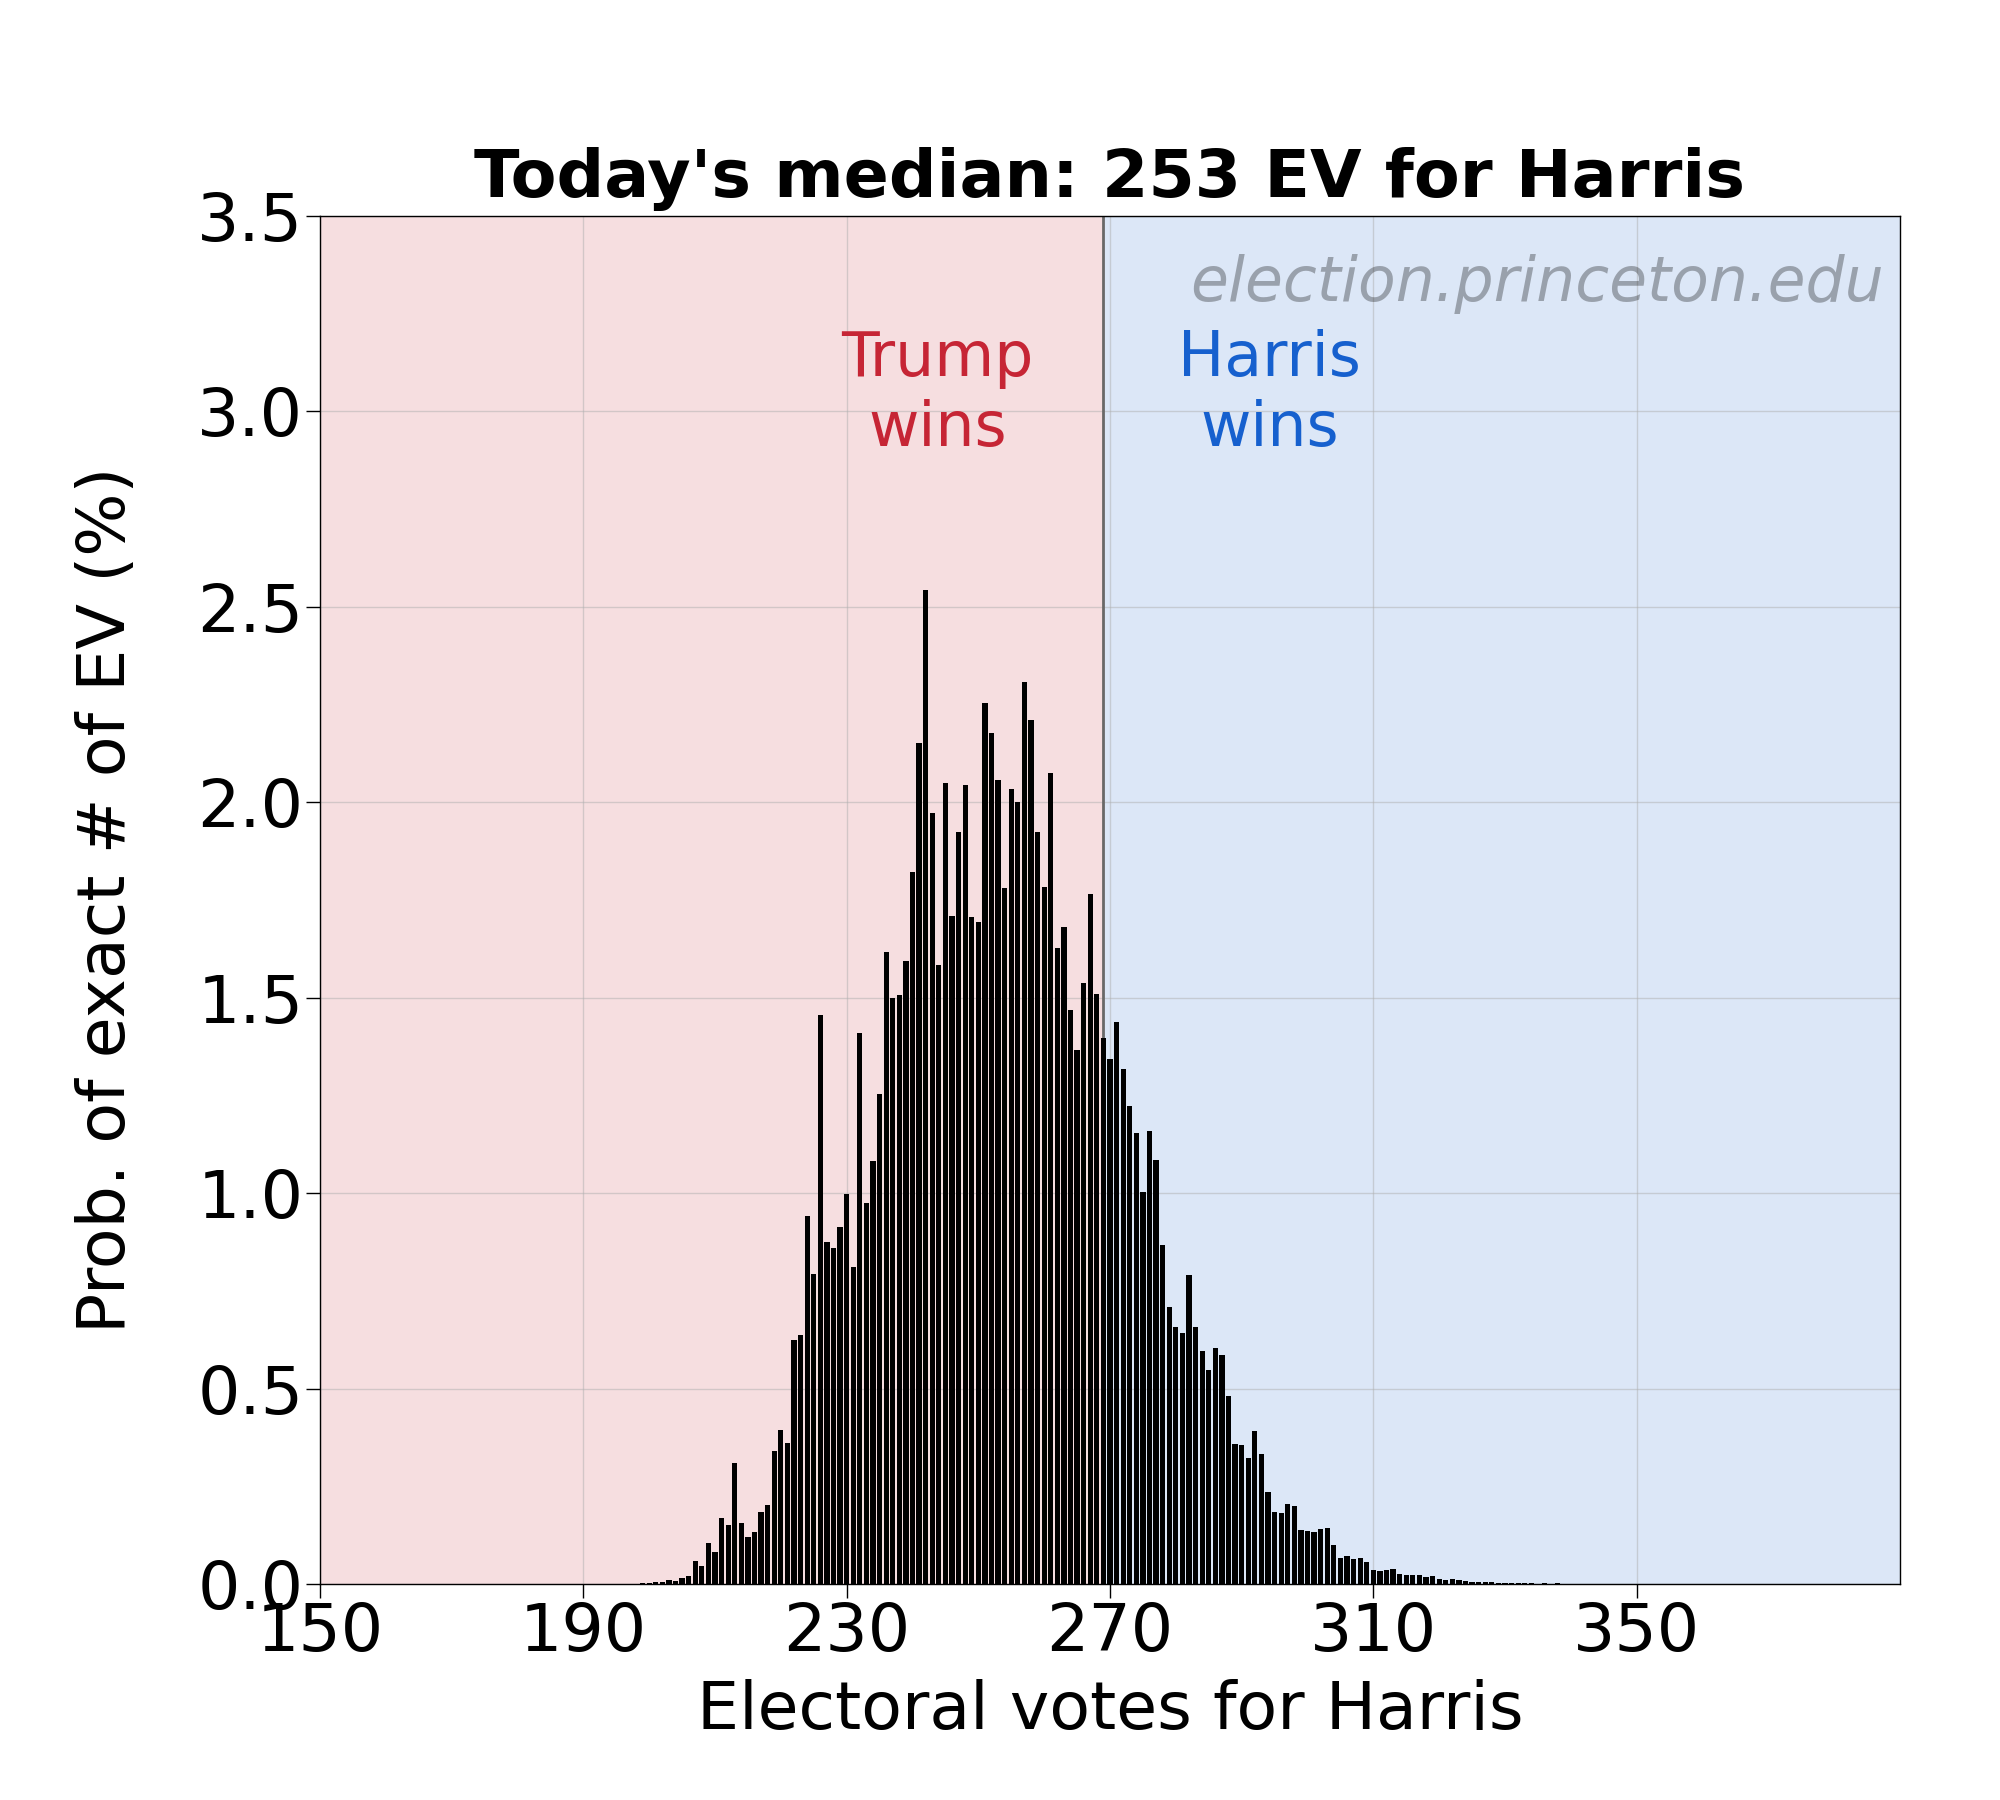 Today's median: 253 EV for Harris
election.princeton.edu
Trump
wins
Harris
wins
Prob. of exact # of EV (%)
3.5
3.0
2.5
2.0
1.5
1.0
0.5
0.0
150 190 230 270 310 350
Electoral votes for Harris